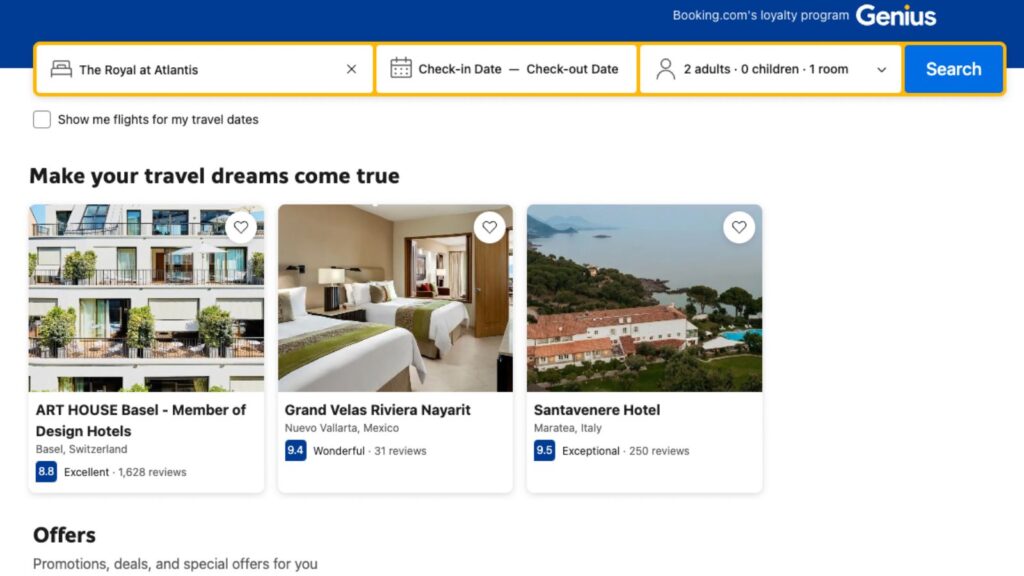 Booking.com's loyalty program Genius
The Royal at Atlantis
Check-in Date — Check-out Date
2 adults · 0 children · 1 room
Search
Show me flights for my travel dates
Make your travel dreams come true
ART HOUSE Basel - Member of
Design Hotels
Basel, Switzerland
8.8 Excellent · 1,628 reviews
Grand Velas Riviera Nayarit
Nuevo Vallarta, Mexico
9.4 Wonderful · 31 reviews
Santavenere Hotel
Maratea, Italy
9.5 Exceptional · 250 reviews
Offers
Promotions, deals, and special offers for you